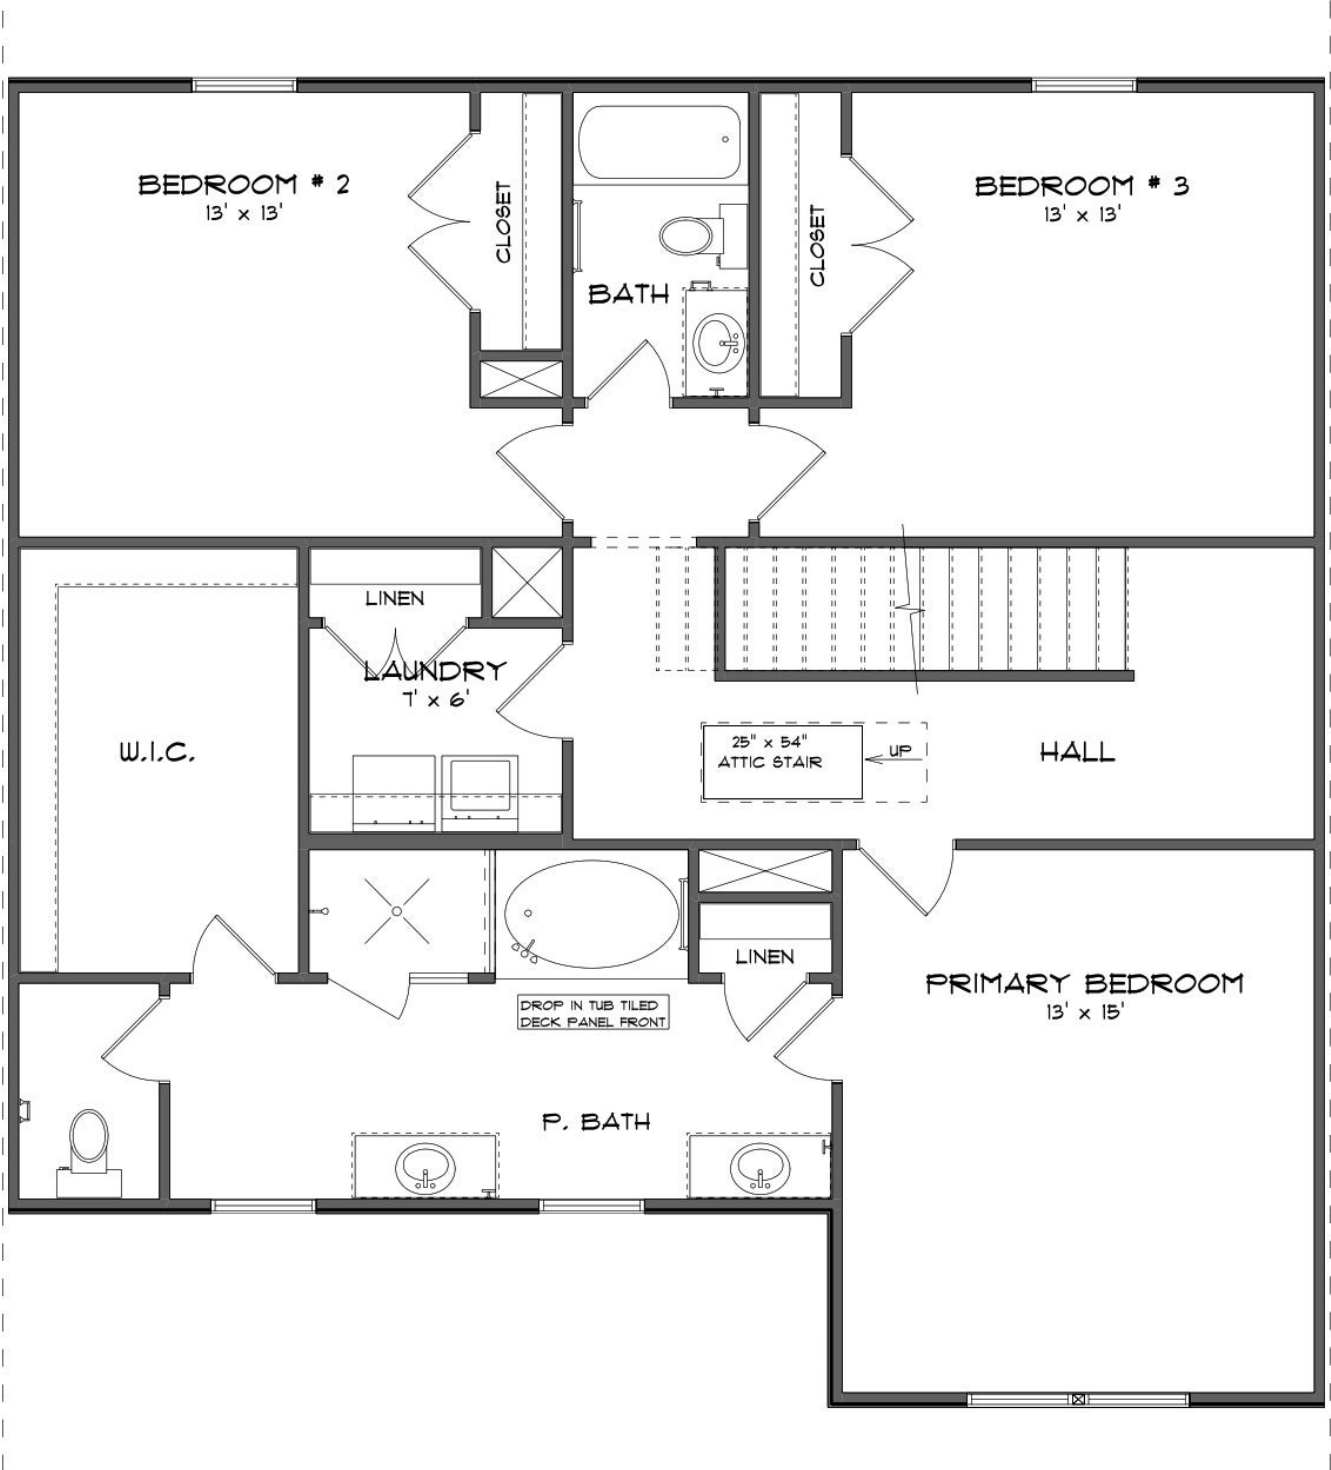 BEDROOM # 2
13' x 13'
CLOSET
BATH
CLOSET
BEDROOM # 3
13' x 13'
LINEN
LAUNDRY
7' x 6'
W.I.C.
25" x 54"
ATTIC STAIR
UP
HALL
LINEN
DROP IN TUB TILED
DECK PANEL FRONT
PRIMARY BEDROOM
13' x 15'
P. BATH